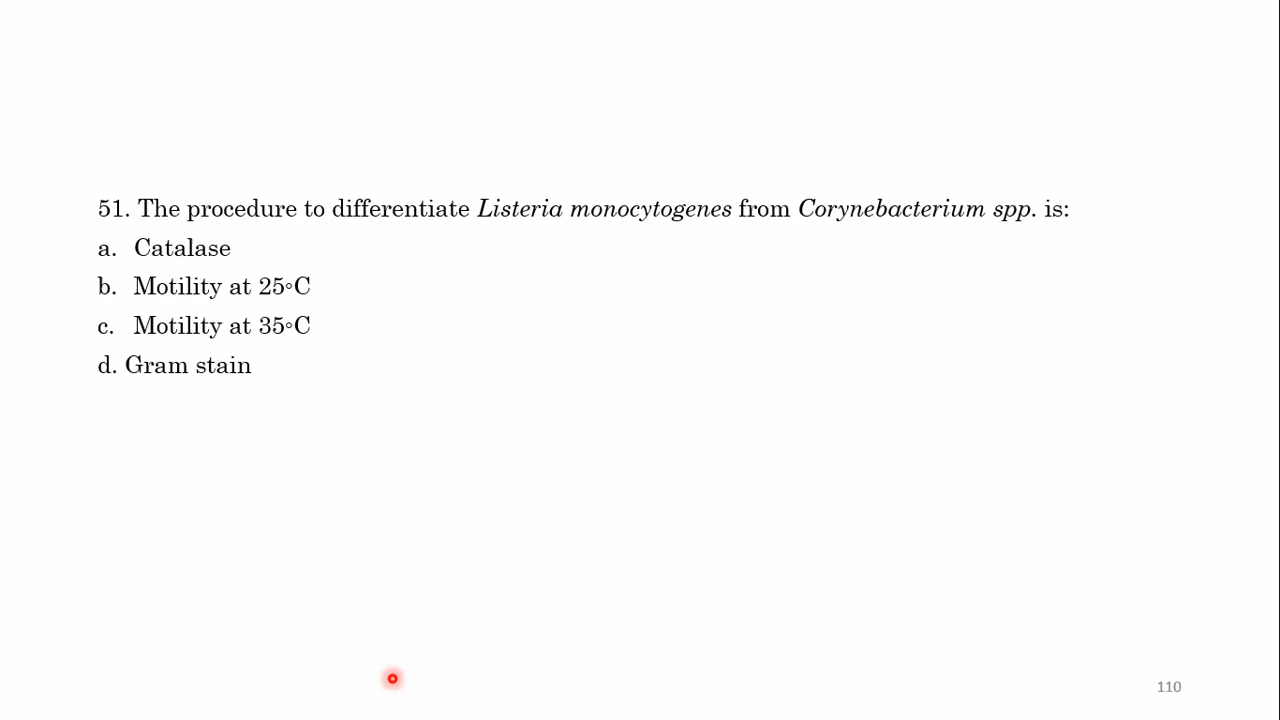 51. The procedure to differentiate Listeria monocytogenes from Corynebacterium spp. is:
a. Catalase
b. Motility at 25◦C
c. Motility at 35◦C
d. Gram stain
110